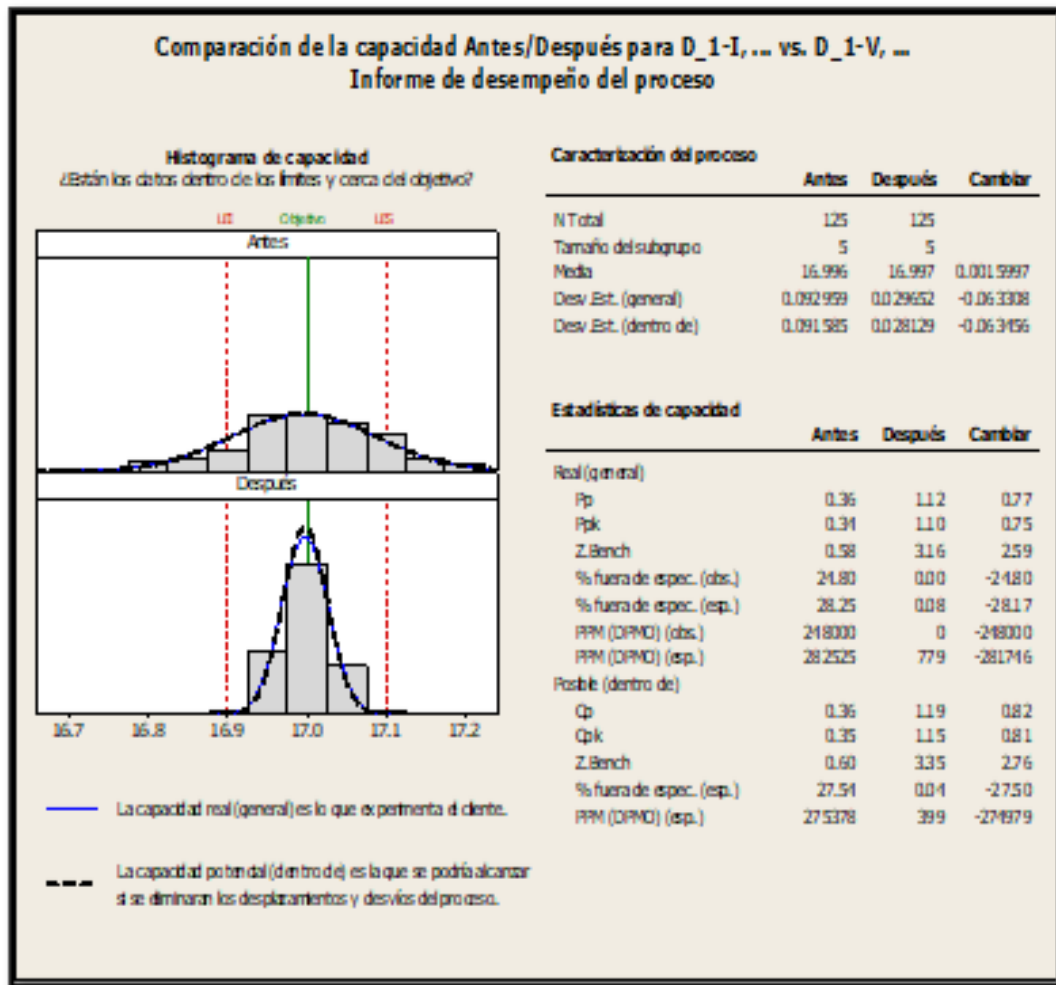 Comparación de la capacidad Antes/Después para D_1-I, ... vs. D_1-V, ...
Informe de desempeño del proceso
Histograma de capacidad
¿Están los datos dentro de los límites y cerca del objetivo?
LEI Objetivo LES
Antes
Después
16.7 16.8 16.9 17.0 17.1 17.2
La capacidad real (general) es lo que experimenta el cliente.
La capacidad potencial (dentro de) es la que se podría alcanzar
si se eliminaran los desplazamientos y desvíos del proceso.
Caracterización del proceso
Antes Después Cambiar
N Total 125 125
Tamaño del subgrupo 5 5
Media 16.996 16.997 0.0015997
Desv.Est. (general) 0.092959 0.029652 -0.063308
Desv.Est. (dentro de) 0.091585 0.028129 -0.063456
Estadísticas de capacidad
Antes Después Cambiar
Real (general)
Pp 0.36 1.12 0.77
Ppk 0.34 1.10 0.75
Z.Bench 0.58 3.16 2.59
% fuera de espec. (obs.) 24.80 0.00 -24.80
% fuera de espec. (esp.) 28.25 0.08 -28.17
PPM (DPMO) (obs.) 248000 0 -248000
PPM (DPMO) (esp.) 282525 779 -281746
Posible (dentro de)
Cp 0.36 1.19 0.82
Cpk 0.35 1.15 0.81
Z.Bench 0.60 3.35 2.76
% fuera de espec. (esp.) 27.54 0.04 -27.50
PPM (DPMO) (esp.) 275378 399 -274979